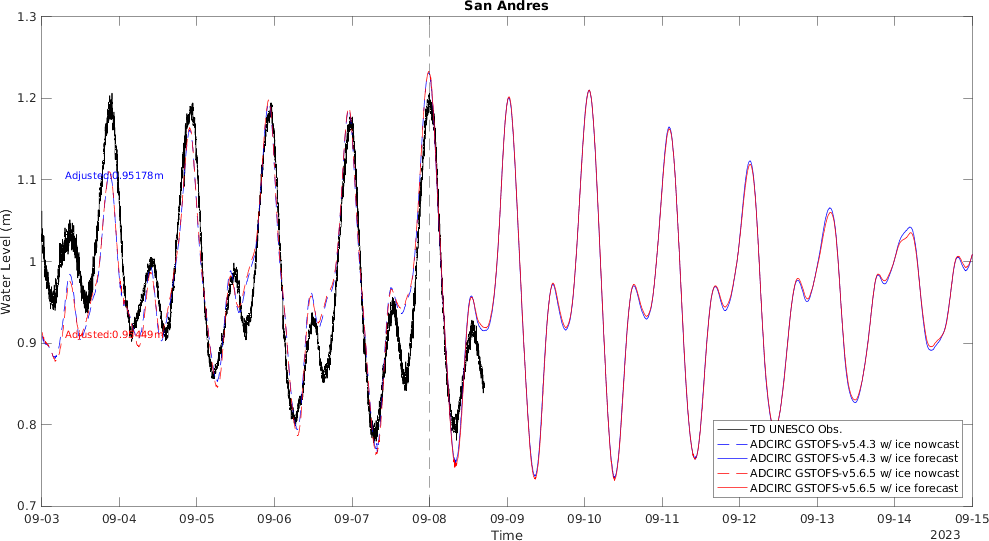 San Andres
1.3
1.2
1.1
1
0.9
0.8
0.7
Water Level (m)
Adjusted:0.95178m
TD UNESCO Obs.
ADCIRC GSTOFS-v5.4.3 w/ ice nowcast
ADCIRC GSTOFS-v5.4.3 w/ ice forecast
ADCIRC GSTOFS-v5.6.5 w/ ice nowcast
ADCIRC GSTOFS-v5.6.5 w/ ice forecast
09-03 09-04 09-05 09-06 09-07 09-08 09-09 09-10 09-11 09-12 09-13 09-14 09-15
Time
2023